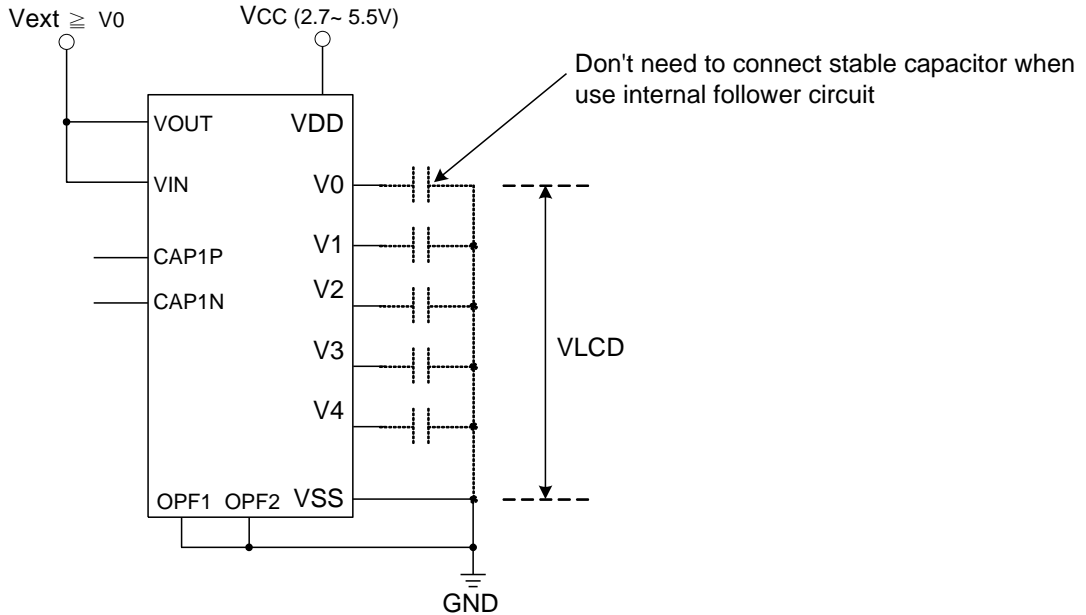 Vext ≧ V0
VCC (2.7~ 5.5V)
Don't need to connect stable capacitor when
use internal follower circuit
VOUT
VDD
VIN
V0
CAP1P
V1
CAP1N
V2
V3
VLCD
V4
OPF1
OPF2
VSS
GND